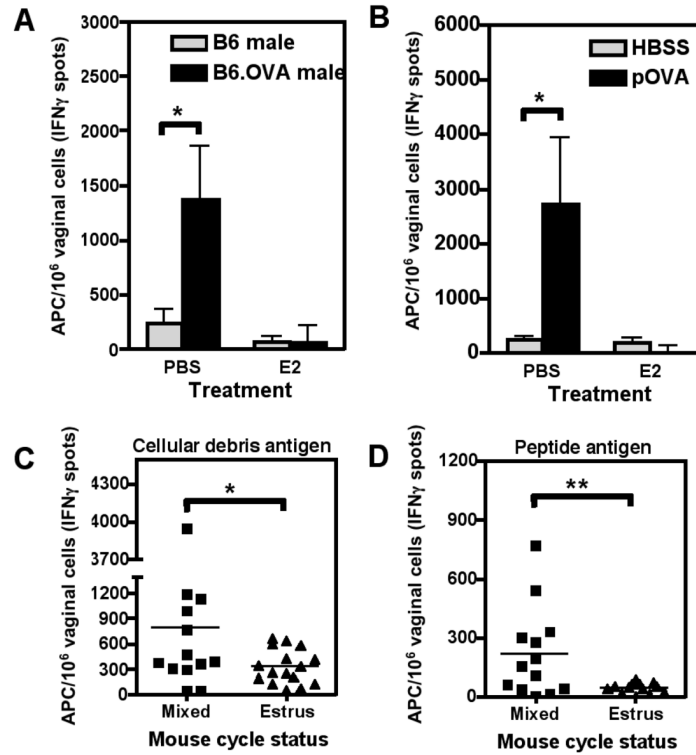 A
APC/10⁶ vaginal cells (IFNγ spots)
3000
2500
2000
1500
1000
500
0
B6 male
B6.OVA male
*
PBS
E2
Treatment
B
APC/10⁶ vaginal cells (IFNγ spots)
6000
5000
4000
3000
2000
1000
0
HBSS
pOVA
*
PBS
E2
Treatment
C
Cellular debris antigen
APC/10⁶ vaginal cells (IFNγ spots)
4300
4000
3700
1200
900
600
300
0
*
Mixed
Estrus
Mouse cycle status
D
Peptide antigen
APC/10⁶ vaginal cells (IFNγ spots)
1200
900
600
300
0
**
Mixed
Estrus
Mouse cycle status